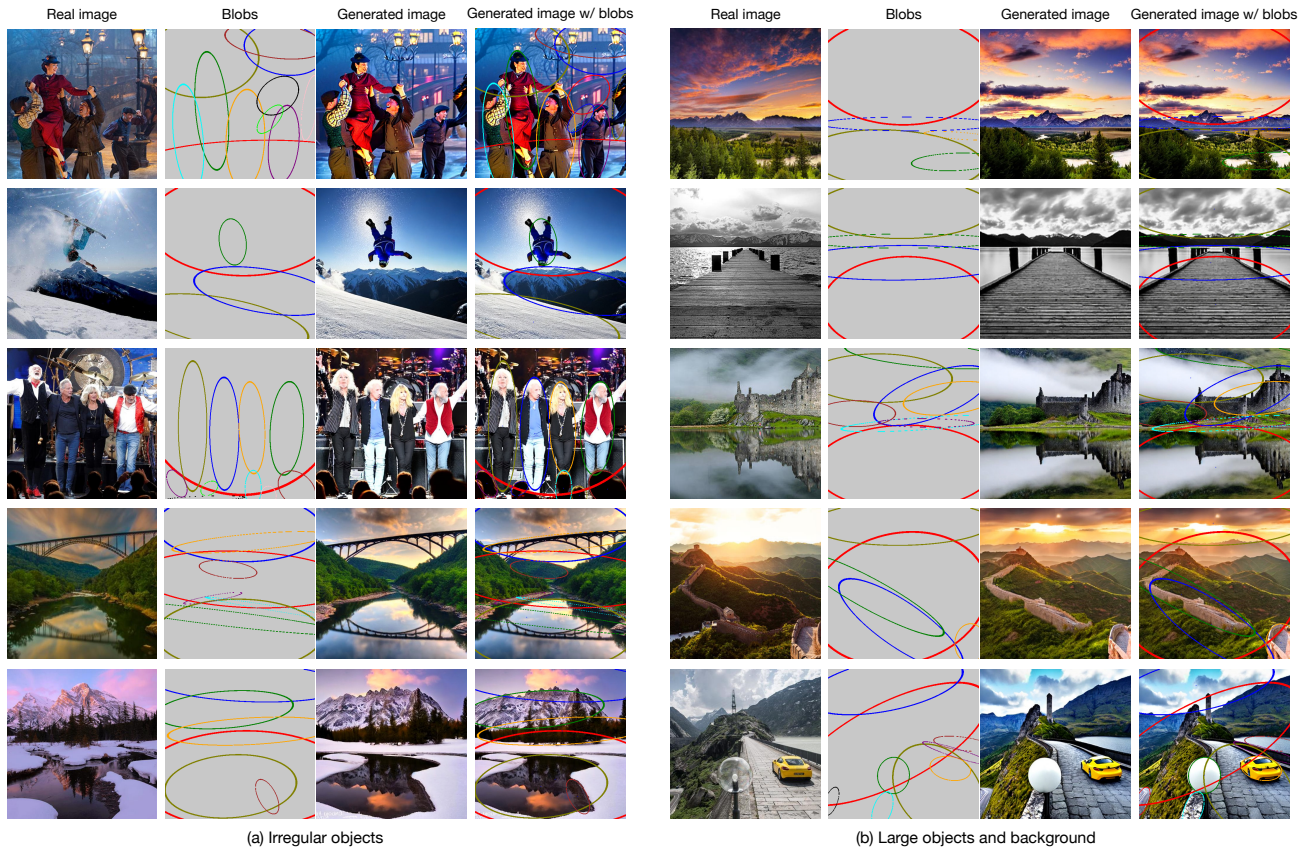 Real image Blobs Generated image Generated image w/ blobs
Real image Blobs Generated image Generated image w/ blobs
(a) Irregular objects
(b) Large objects and background